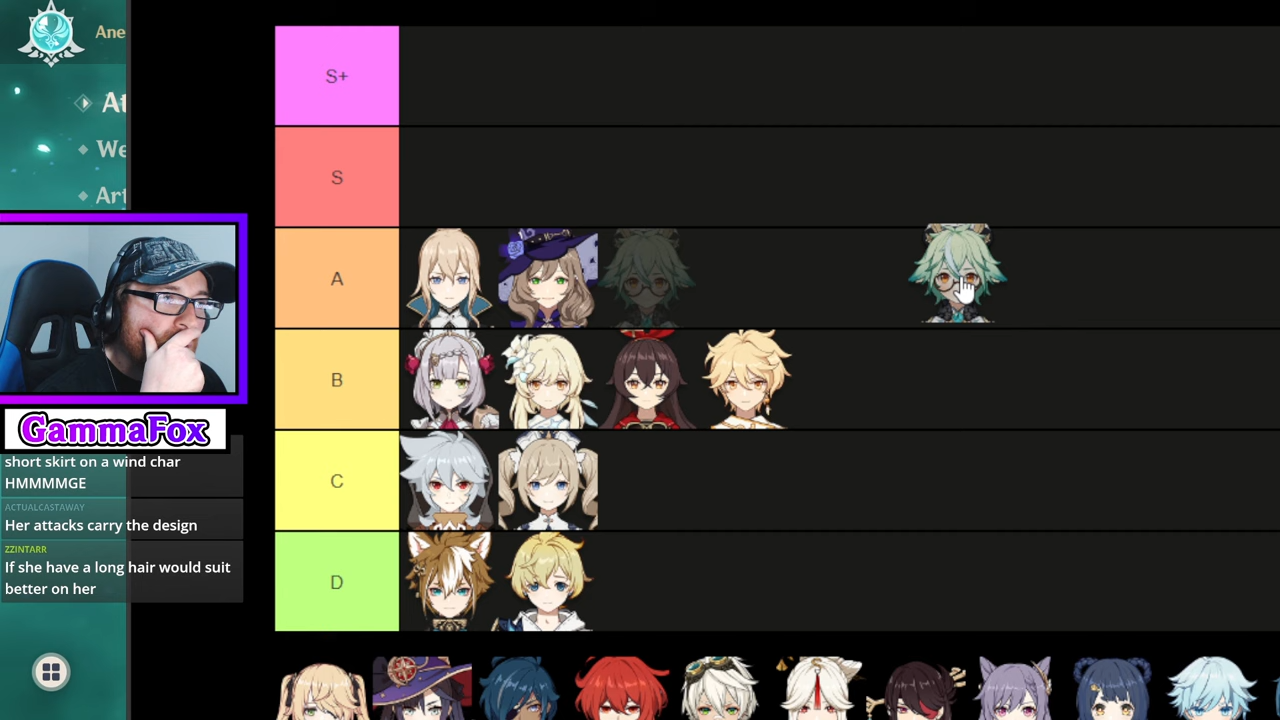 Ane
At
We
Art
S+
S
A
B
C
D
GammaFox
short skirt on a wind char
HMMMMGE
ACTUALCASTAWAY
Her attacks carry the design
ZZINTARR
If she have a long hair would suit
better on her